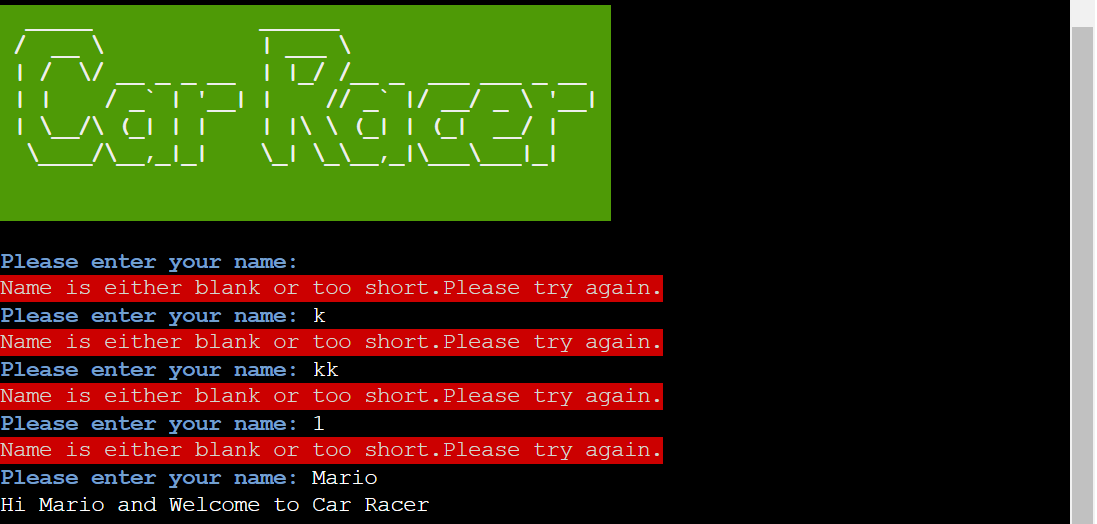 Car Racer
Please enter your name:
Name is either blank or too short.Please try again.
Please enter your name: k
Name is either blank or too short.Please try again.
Please enter your name: kk
Name is either blank or too short.Please try again.
Please enter your name: 1
Name is either blank or too short.Please try again.
Please enter your name: Mario
Hi Mario and Welcome to Car Racer